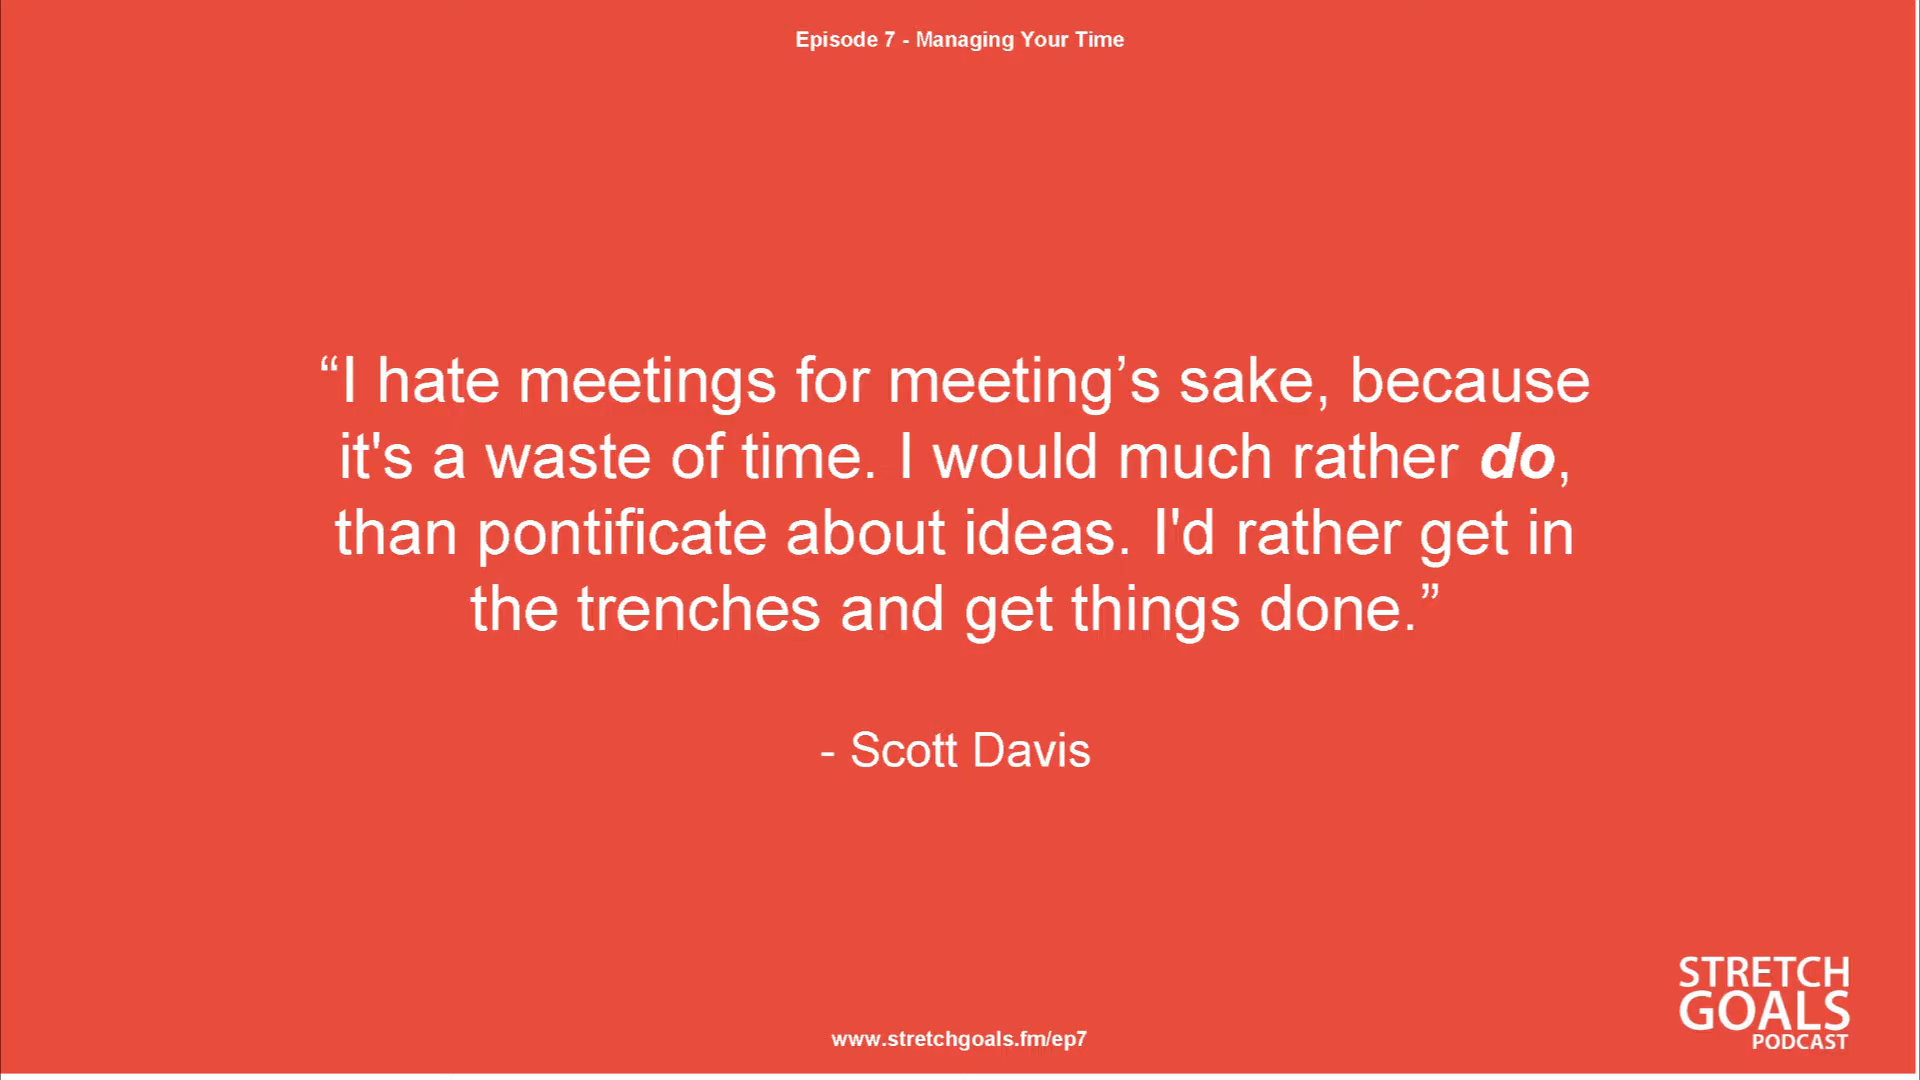 Episode 7 - Managing Your Time
“I hate meetings for meeting’s sake, because
it's a waste of time. I would much rather do,
than pontificate about ideas. I'd rather get in
the trenches and get things done.”
- Scott Davis
www.stretchgoals.fm/ep7
STRETCH
GOALS
PODCAST